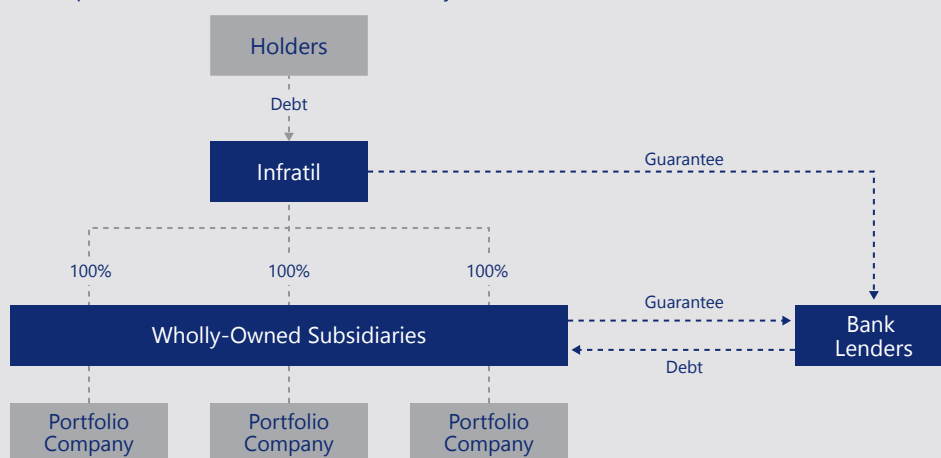 Holders
Debt
Infratil
Guarantee
100%
100%
100%
Wholly-Owned Subsidiaries
Guarantee
Debt
Bank
Lenders
Portfolio
Company
Portfolio
Company
Portfolio
Company